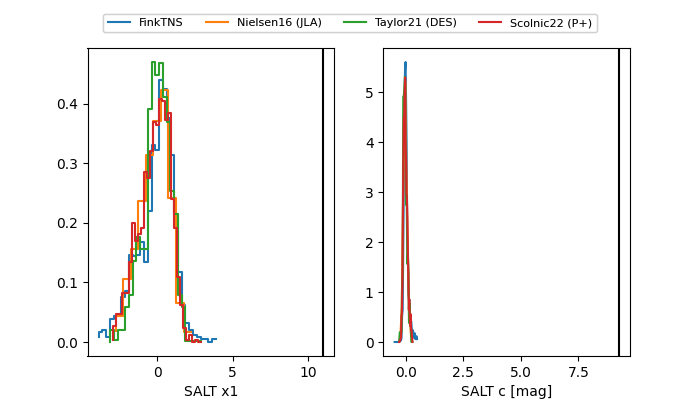 FinkTNS Nielsen16 (JLA) Taylor21 (DES) Scolnic22 (P+)
0.4
0.3
0.2
0.1
0.0
0 5 10
SALT x1
5
4
3
2
1
0
0.0 2.5 5.0 7.5
SALT c [mag]